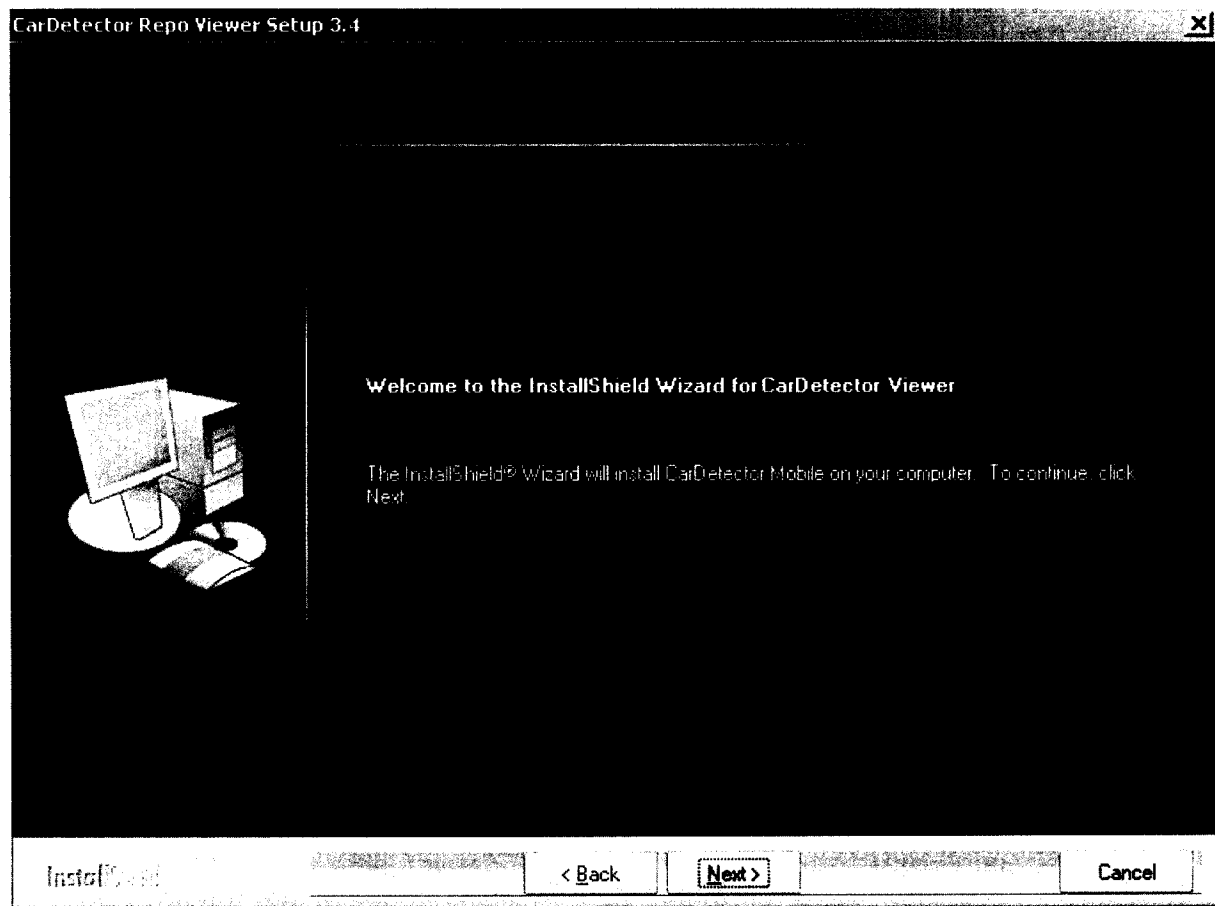 CarDetector Repo Viewer Setup 3.4
Welcome to the InstallShield Wizard for CarDetector Viewer
The InstallShield® Wizard will install CarDetector Mobile on your computer. To continue, click
Next.
InstallShield
< Back
Next >
Cancel